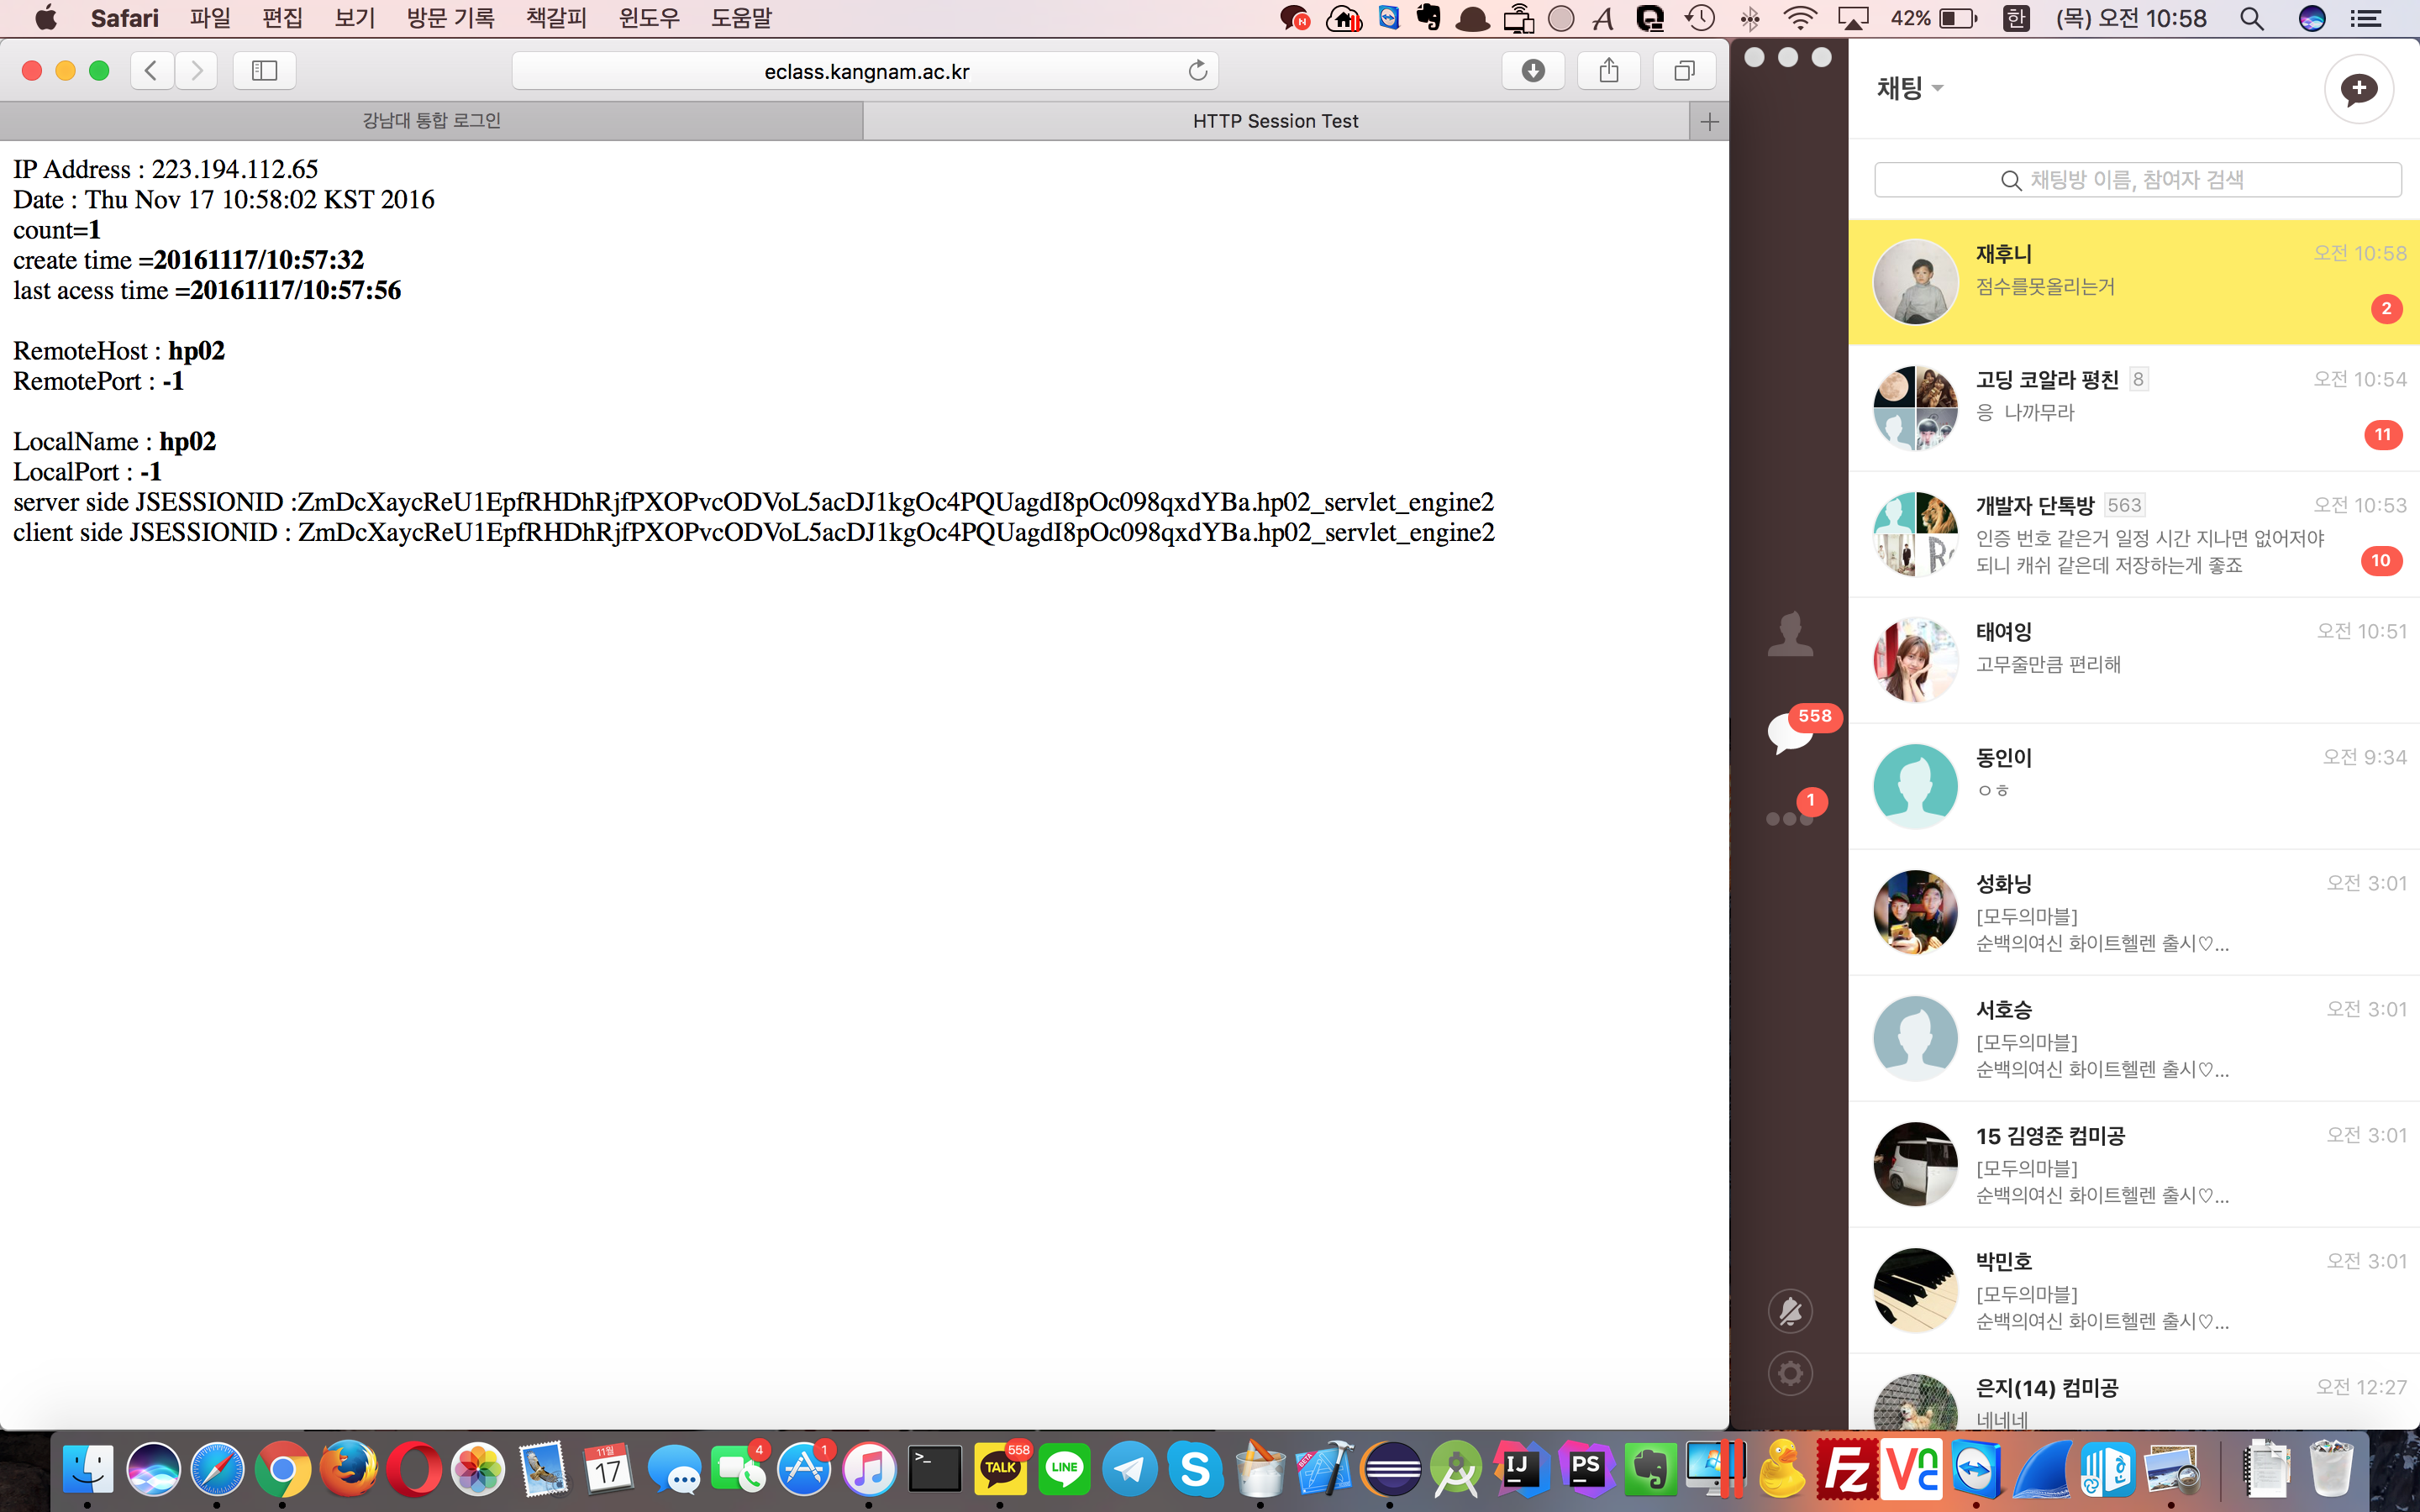 Safari 파일 편집 보기 방문 기록 책갈피 윈도우 도움말 42% 한 (목) 오전 10:58
eclass.kangnam.ac.kr
강남대 통합 로그인
HTTP Session Test
IP Address : 223.194.112.65
Date : Thu Nov 17 10:58:02 KST 2016
count=1
create time =20161117/10:57:32
last acess time =20161117/10:57:56
RemoteHost : hp02
RemotePort : -1
LocalName : hp02
LocalPort : -1
server side JSESSIONID :ZmDcXaycReU1EpfRHDhRjfPXOPvcODVoL5acDJ1kgOc4PQUagdI8pOc098qxdYBa.hp02_servlet_engine2
client side JSESSIONID : ZmDcXaycReU1EpfRHDhRjfPXOPvcODVoL5acDJ1kgOc4PQUagdI8pOc098qxdYBa.hp02_servlet_engine2
558
1
채팅
채팅방 이름, 참여자 검색
재후니 오전 10:58
점수를못올리는거
2
고딩 코알라 평친 8 오전 10:54
응 나까무라
11
개발자 단톡방 563 오전 10:53
인증 번호 같은거 일정 시간 지나면 없어저야
되니 캐쉬 같은데 저장하는게 좋죠
10
태여잉 오전 10:51
고무줄만큼 편리해
동인이 오전 9:34
ㅇㅎ
성화닝 오전 3:01
[모두의마블]
순백의여신 화이트헬렌 출시♡...
서호승 오전 3:01
[모두의마블]
순백의여신 화이트헬렌 출시♡...
15 김영준 컴미공 오전 3:01
[모두의마블]
순백의여신 화이트헬렌 출시♡...
박민호 오전 3:01
[모두의마블]
순백의여신 화이트헬렌 출시♡...
은지(14) 컴미공 오전 12:27
네네네
11월
17
4
1
TALK
558
LINE
IJ
PS
Fz
VNC